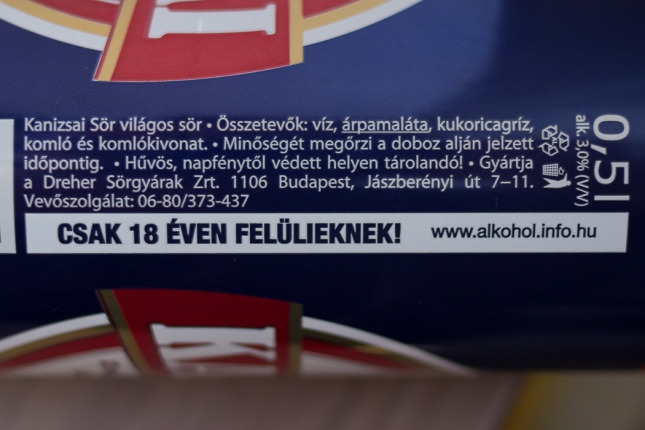 Kanizsai Sör világos sör • Összetevők: víz, árpamaláta, kukoricagríz,
komló és komlókivonat. • Minőségét megőrzi a doboz alján jelzett
időpontig. • Hűvös, napfénytől védett helyen tárolandó! • Gyártja
a Dreher Sörgyárak Zrt. 1106 Budapest, Jászberényi út 7–11.
Vevőszolgálat: 06-80/373-437
0,5l
alk. 3,0% (V/V)
CSAK 18 ÉVEN FELÜLIEKNEK! www.alkohol.info.hu